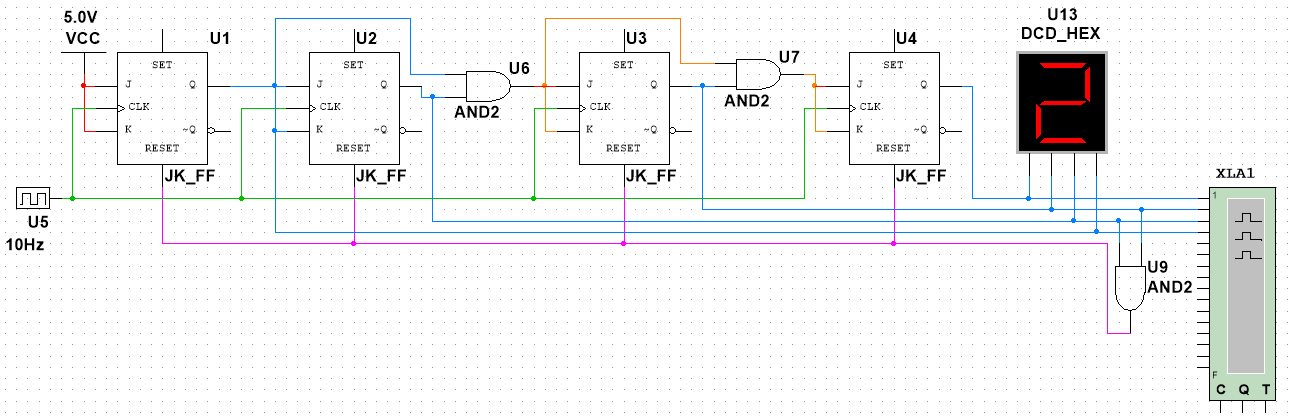 5.0V
VCC
U1
U2
U3
U4
U13
DCD_HEX
SET
SET
SET
SET
U6
U7
J
Q
J
Q
J
Q
J
Q
CLK
CLK
CLK
CLK
AND2
AND2
K
~Q
K
~Q
K
~Q
K
~Q
2
RESET
RESET
RESET
RESET
JK_FF
JK_FF
JK_FF
JK_FF
XLA1
1
U5
10Hz
U9
AND2
F
C Q T